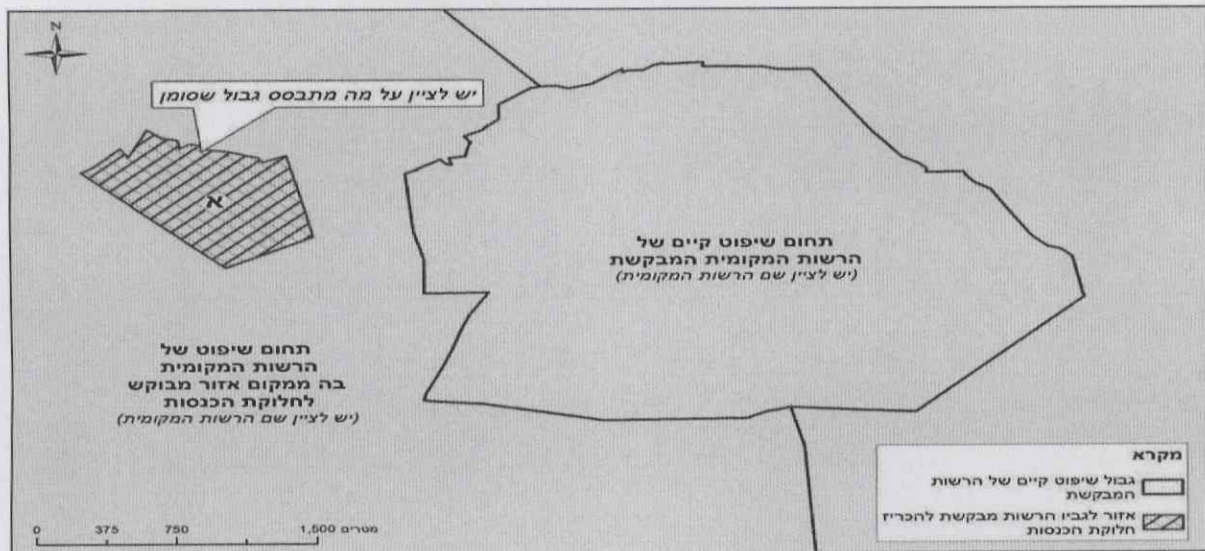 N
יש לציין על מה מתבסס גבול שסומן
א
תחום שיפוט קיים של
הרשות המקומית המבקשת
(יש לציין שם הרשות המקומית)
תחום שיפוט של
הרשות המקומית
בה ממקום אזור מבוקש
לחלוקת הכנסות
(יש לציין שם הרשות המקומית)
מקרא
גבול שיפוט קיים של הרשות
המבקשת
אזור לגביו הרשות מבקשת להכריז
חלוקת הכנסות
0 375 750 1,500 מטרים